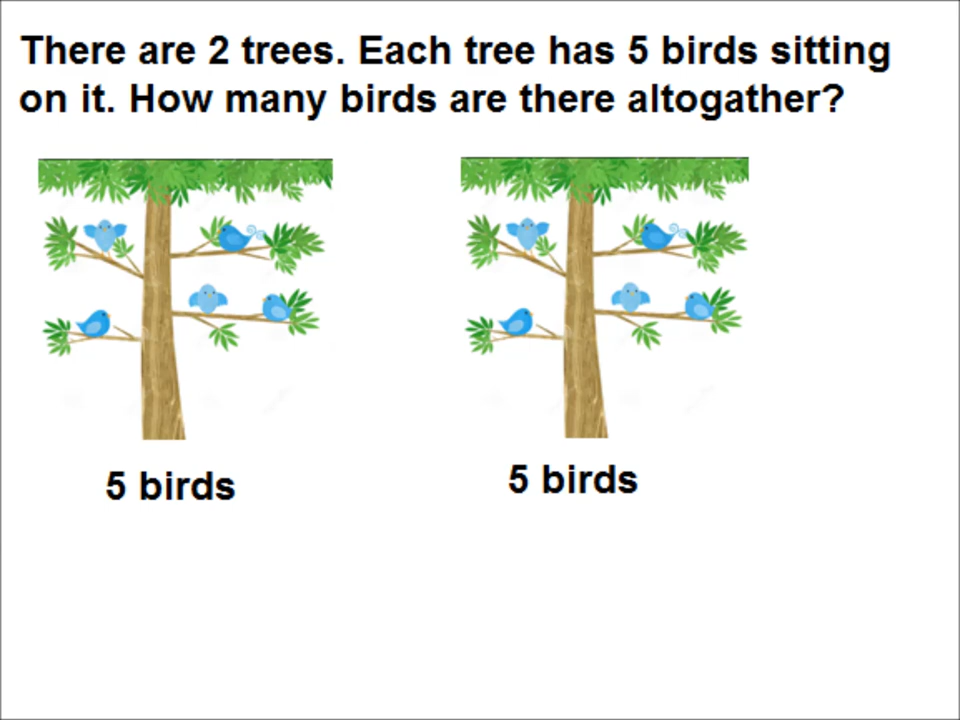 There are 2 trees. Each tree has 5 birds sitting
on it. How many birds are there altogather?
5 birds
5 birds